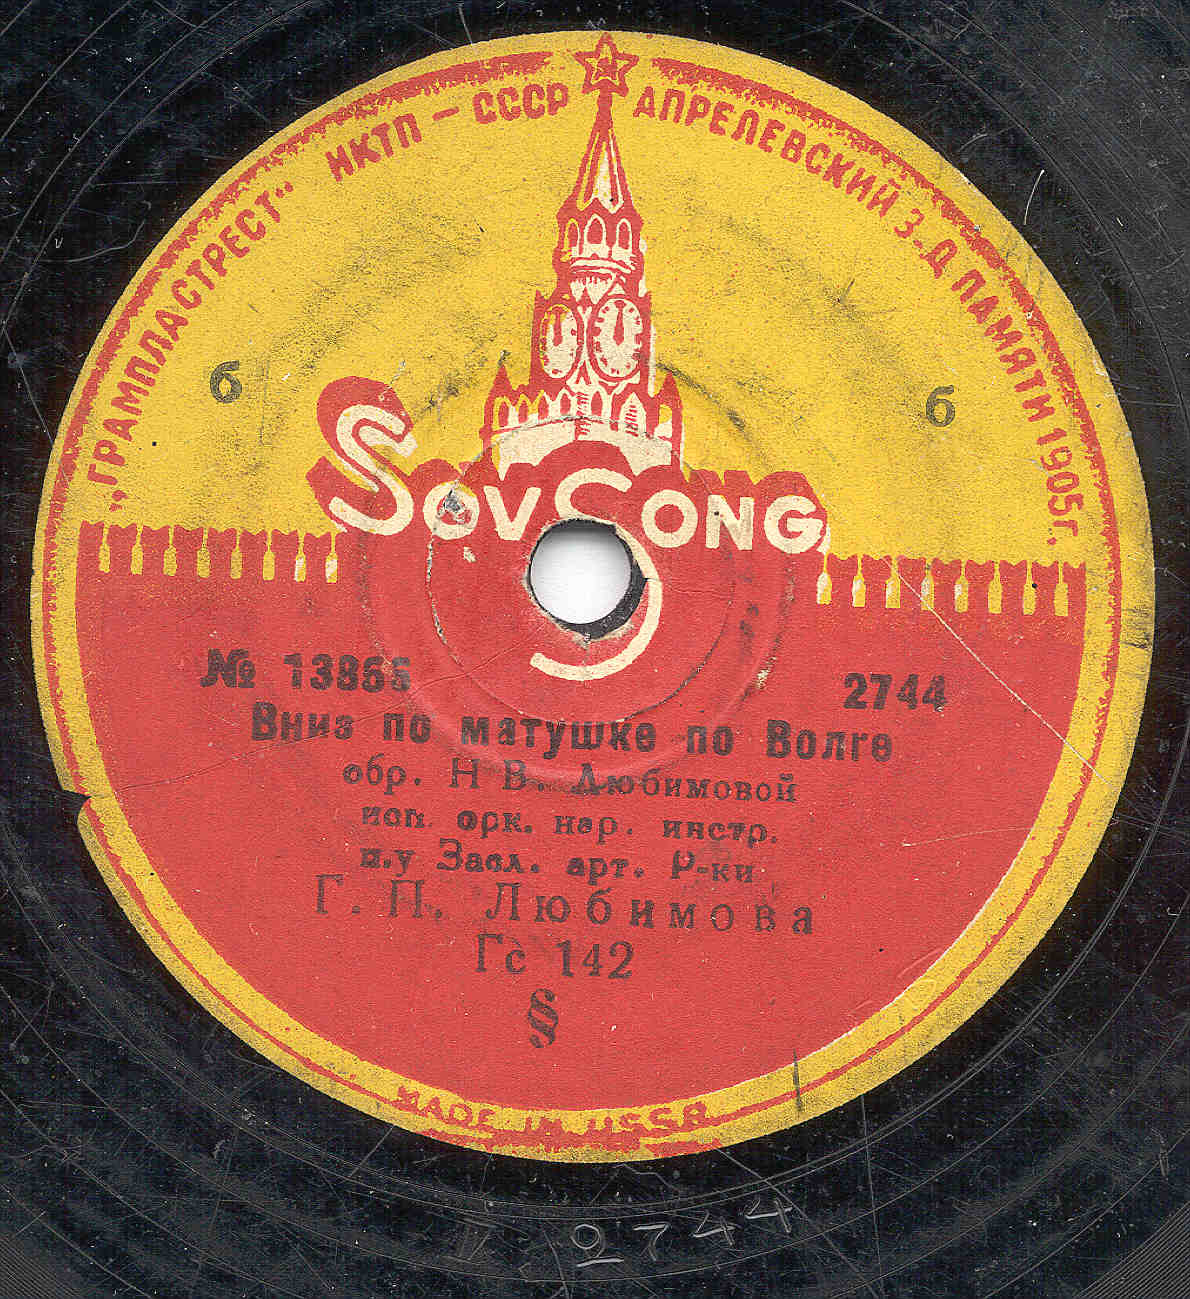 „ГРАМПЛАСТРЕСТ" НКТП – СССР АПРЕЛЕВСКИЙ З-Д ПАМЯТИ 1905 г.
б б
SovSong
№ 13865 2744
Вниз по матушке по Волге
обр. Н В. Любимовой
исп. орк. нар. инстр.
п.у Засл. арт. Р-ки
Г. П. Любимова
Гс 142
§
MADE IN USSR
2744